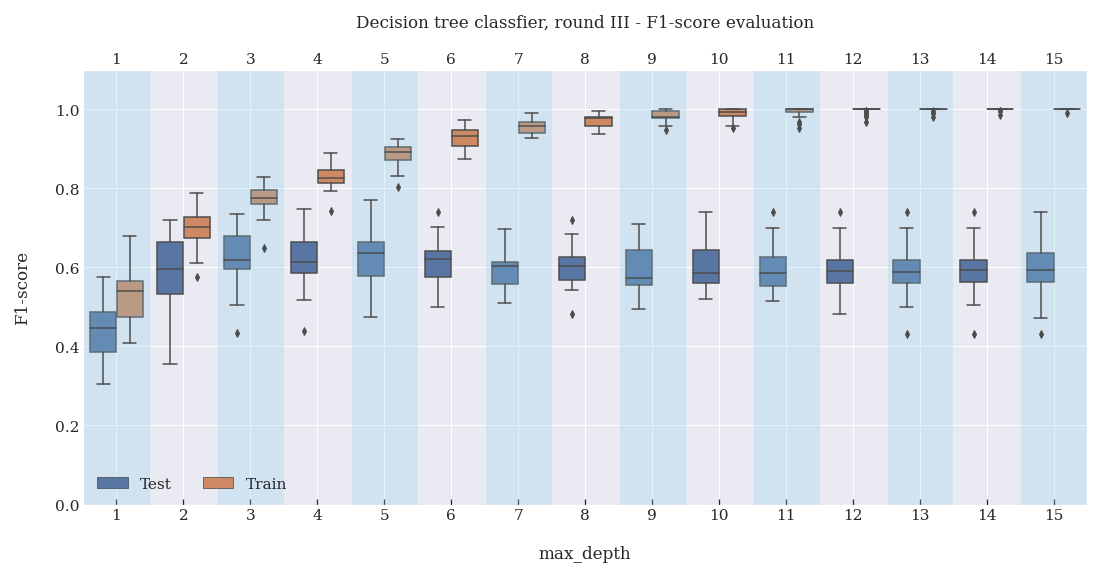 Decision tree classfier, round III - F1-score evaluation
1 2 3 4 5 6 7 8 9 10 11 12 13 14 15
1.0
0.8
0.6
0.4
0.2
0.0
F1-score
Test Train
1 2 3 4 5 6 7 8 9 10 11 12 13 14 15
max_depth